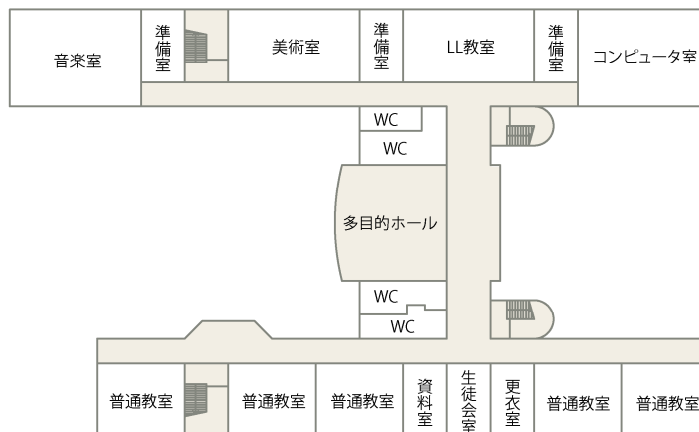 音楽室
準備室
美術室
準備室
LL教室
準備室
コンピュータ室
WC
WC
多目的ホール
WC
WC
普通教室
普通教室
普通教室
資料室
生徒会室
更衣室
普通教室
普通教室